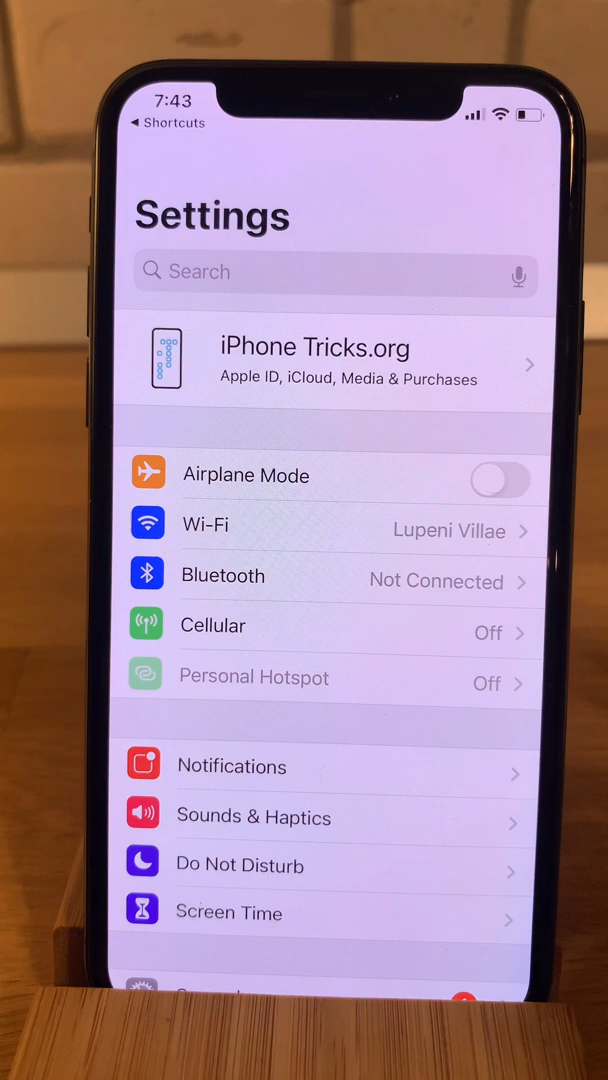 7:43
◀ Shortcuts
Settings
Search
iPhone Tricks.org
Apple ID, iCloud, Media & Purchases
Airplane Mode
Wi-Fi Lupeni Villae
Bluetooth Not Connected
Cellular Off
Personal Hotspot Off
Notifications
Sounds & Haptics
Do Not Disturb
Screen Time